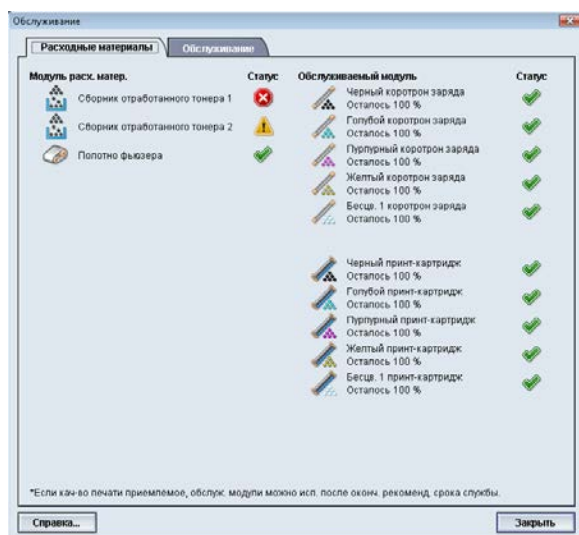 Обслуживание
Расходные материалы
Обслуживание
Модуль расх. матер.
Статус
Сборник отработанного тонера 1
Сборник отработанного тонера 2
Полотно фьюзера
Обслуживаемый модуль
Статус
Черный коротрон заряда
Осталось 100 %
Голубой коротрон заряда
Осталось 100 %
Пурпурный коротрон заряда
Осталось 100 %
Желтый коротрон заряда
Осталось 100 %
Бесцв. 1 коротрон заряда
Осталось 100 %
Черный принт-картридж
Осталось 100 %
Голубой принт-картридж
Осталось 100 %
Пурпурный принт-картридж
Осталось 100 %
Желтый принт-картридж
Осталось 100 %
Бесцв. 1 принт-картридж
Осталось 100 %
*Если кач-во печати приемлемое, обслуж. модули можно исп. после оконч. рекоменд. срока службы.
Справка...
Закрыть